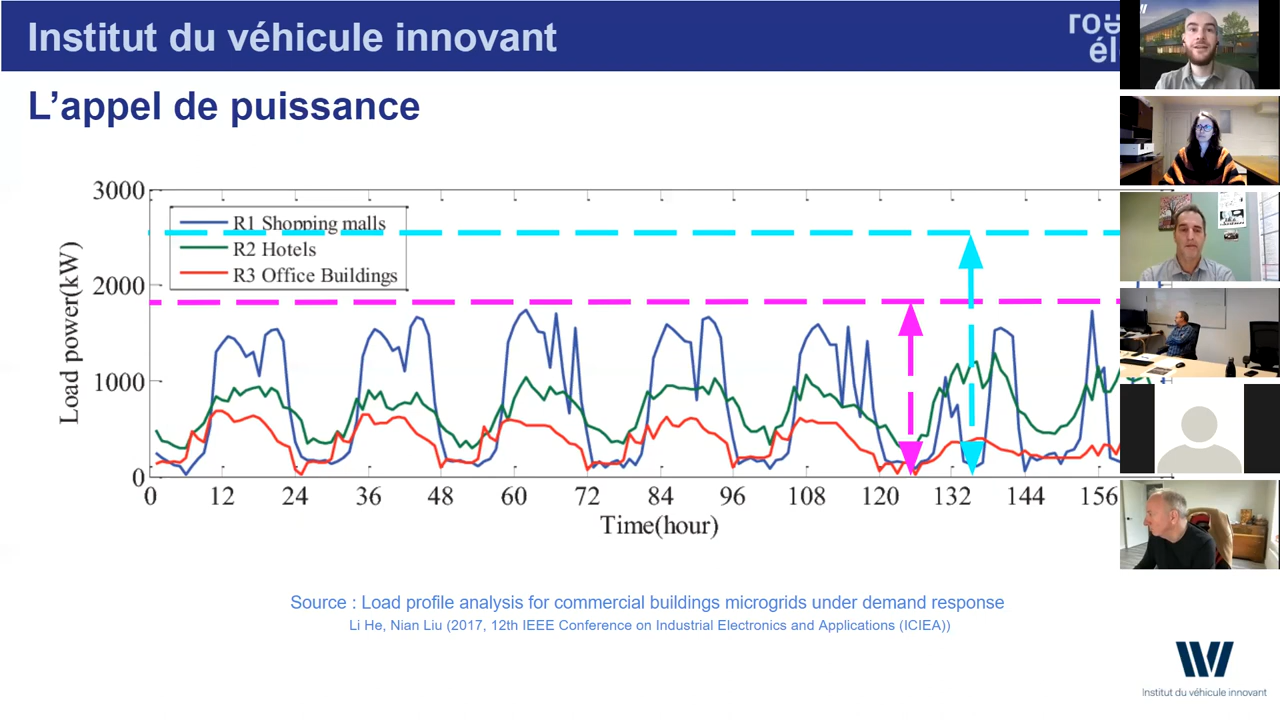 Institut du véhicule innovant
L'appel de puissance
3000
2000
1000
0
Load power(kW)
R1 Shopping malls
R2 Hotels
R3 Office Buildings
0 12 24 36 48 60 72 84 96 108 120 132 144 156
Time(hour)
Source : Load profile analysis for commercial buildings microgrids under demand response
Li He, Nian Liu (2017, 12th IEEE Conference on Industrial Electronics and Applications (ICIEA))
Institut du véhicule innovant